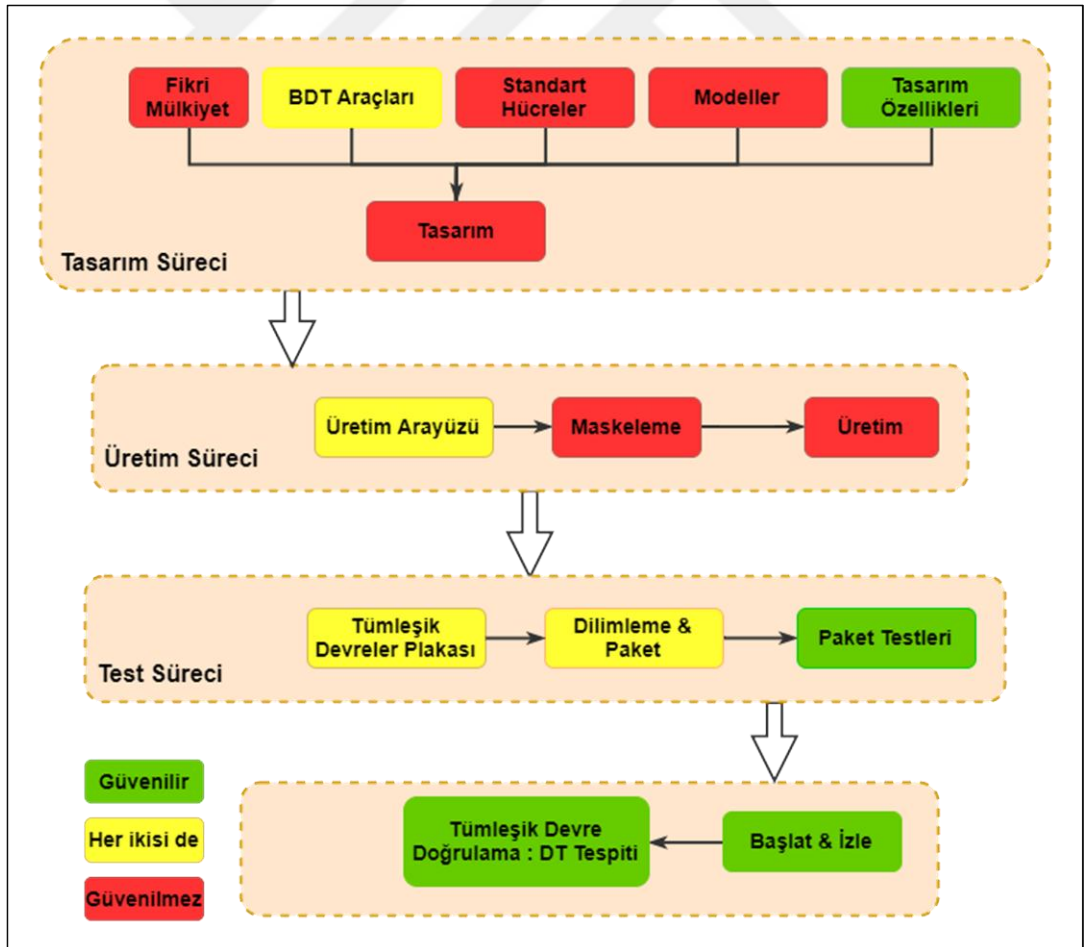 Fikri
Mülkiyet
BDT Araçları
Standart
Hücreler
Modeller
Tasarım
Özellikleri
Tasarım
Tasarım Süreci
Üretim Arayüzü
Maskeleme
Üretim
Üretim Süreci
Tümleşik
Devreler Plakası
Dilimleme &
Paket
Paket Testleri
Test Süreci
Güvenilir
Her ikisi de
Güvenilmez
Tümleşik Devre
Doğrulama : DT Tespiti
Başlat & İzle